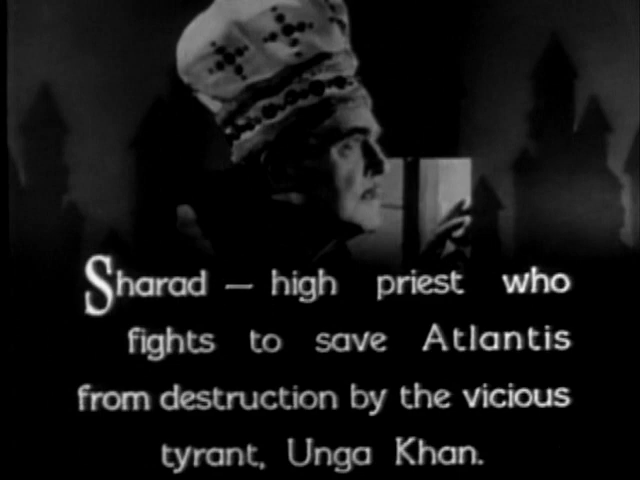 Sharad — high priest who
fights to save Atlantis
from destruction by the vicious
tyrant, Unga Khan.